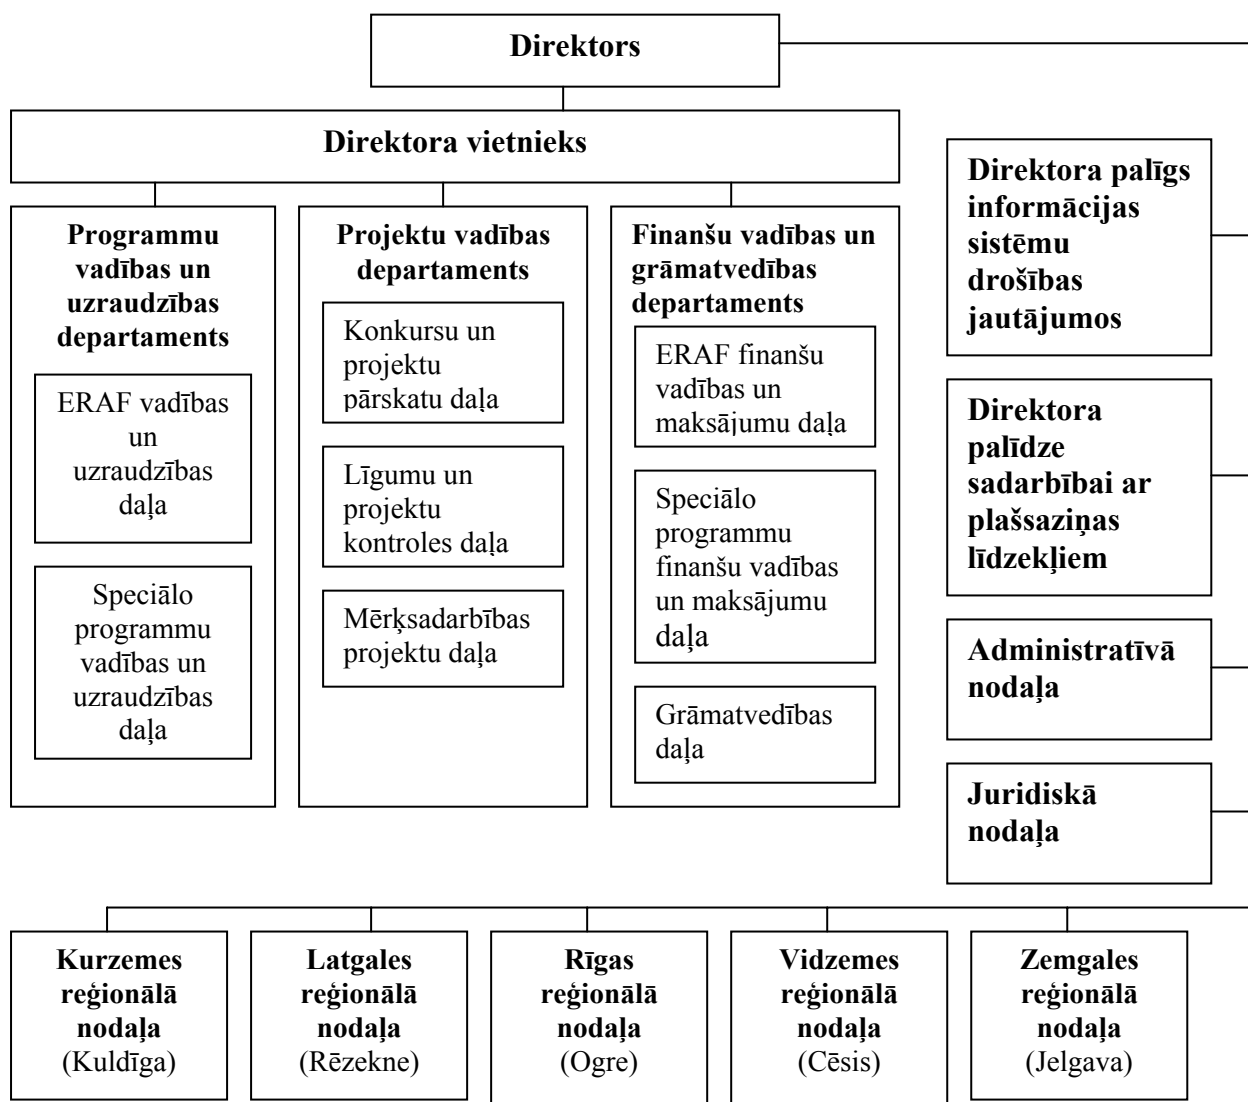 Direktors
Direktora vietnieks
Programmu
vadības un
uzraudzības
departaments
ERAF vadības
un
uzraudzības
daļa
Speciālo
programmu
vadības un
uzraudzības
daļa
Projektu vadības
departaments
Konkursu un
projektu
pārskatu daļa
Līgumu un
projektu
kontroles daļa
Mērķsadarbības
projektu daļa
Finanšu vadības un
grāmatvedības
departaments
ERAF finanšu
vadības un
maksājumu daļa
Speciālo
programmu
finanšu vadības
un maksājumu
daļa
Grāmatvedības
daļa
Direktora palīgs
informācijas
sistēmu
drošības
jautājumos
Direktora
palīdze
sadarbībai ar
plašsaziņas
līdzekļiem
Administratīvā
nodaļa
Juridiskā
nodaļa
Kurzemes
reģionālā
nodaļa
(Kuldīga)
Latgales
reģionālā
nodaļa
(Rēzekne)
Rīgas
reģionālā
nodaļa
(Ogre)
Vidzemes
reģionālā
nodaļa
(Cēsis)
Zemgales
reģionālā
nodaļa
(Jelgava)